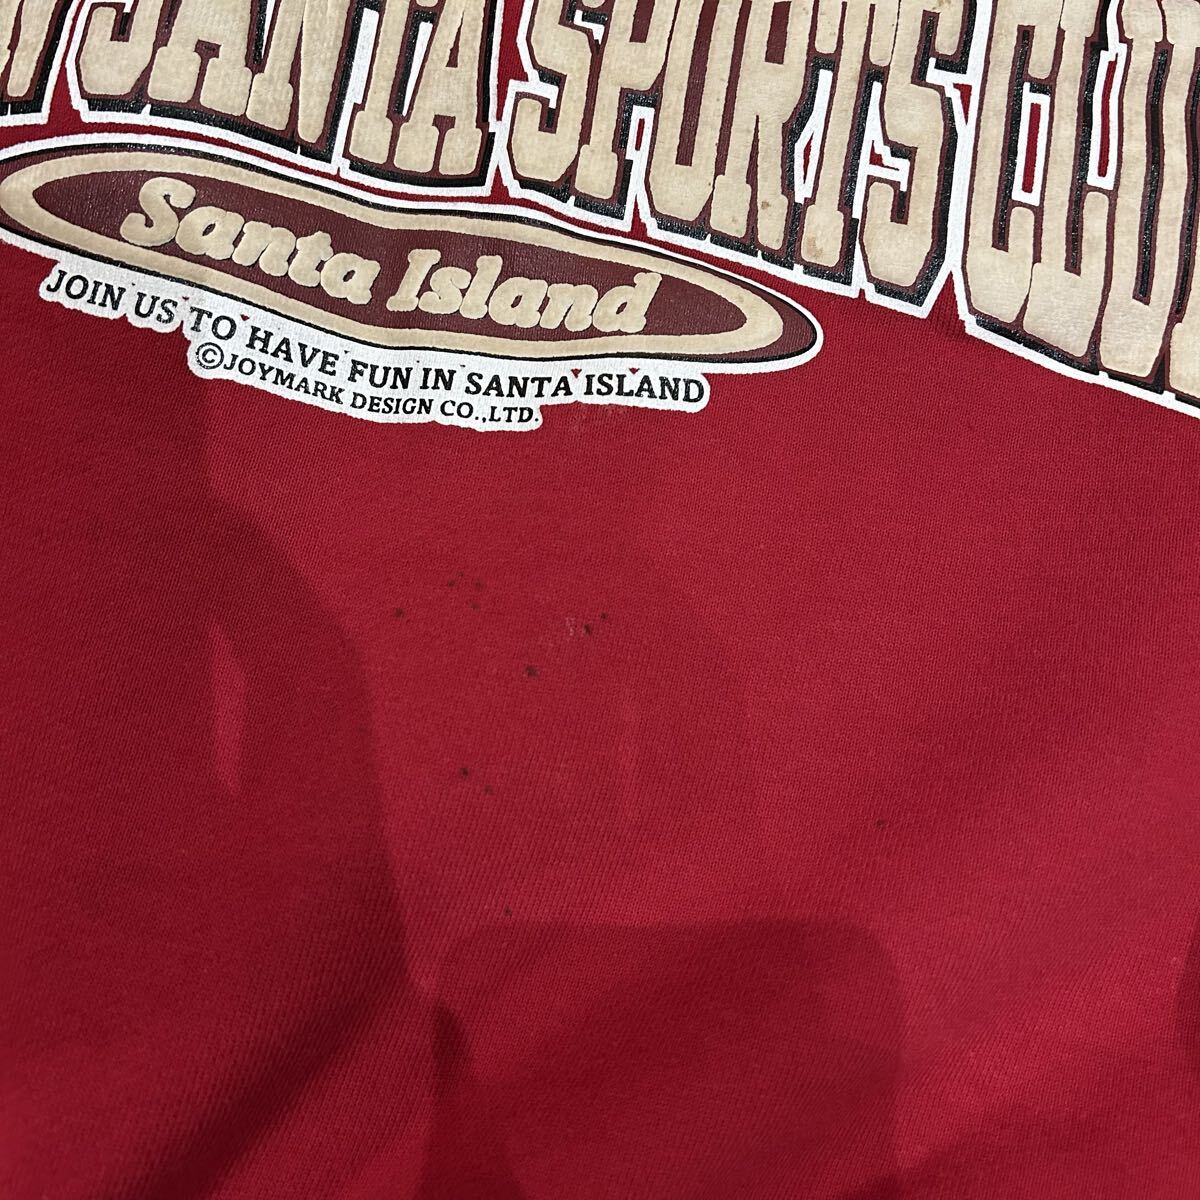 SANTA SPORTS CLU
Santa Island
JOIN US TO HAVE FUN IN SANTA ISLAND
©JOYMARK DESIGN CO.,LTD.